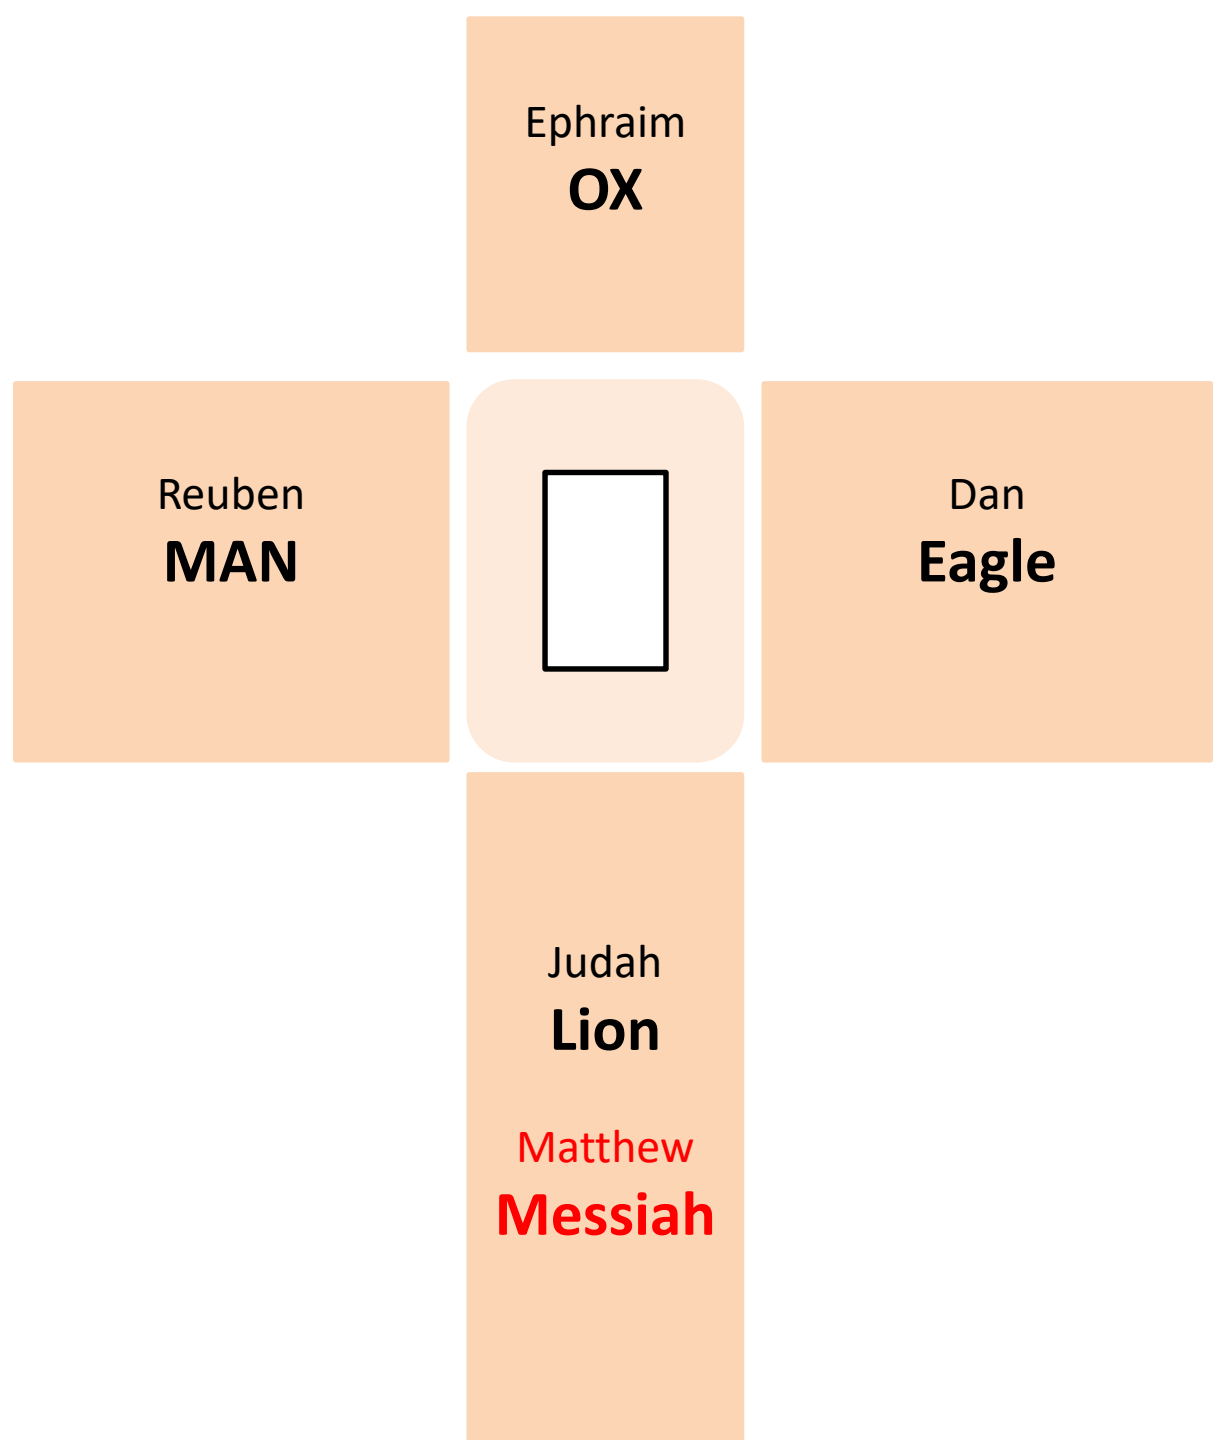 Ephraim
OX
Reuben
MAN
Dan
Eagle
Judah
Lion
Matthew
Messiah